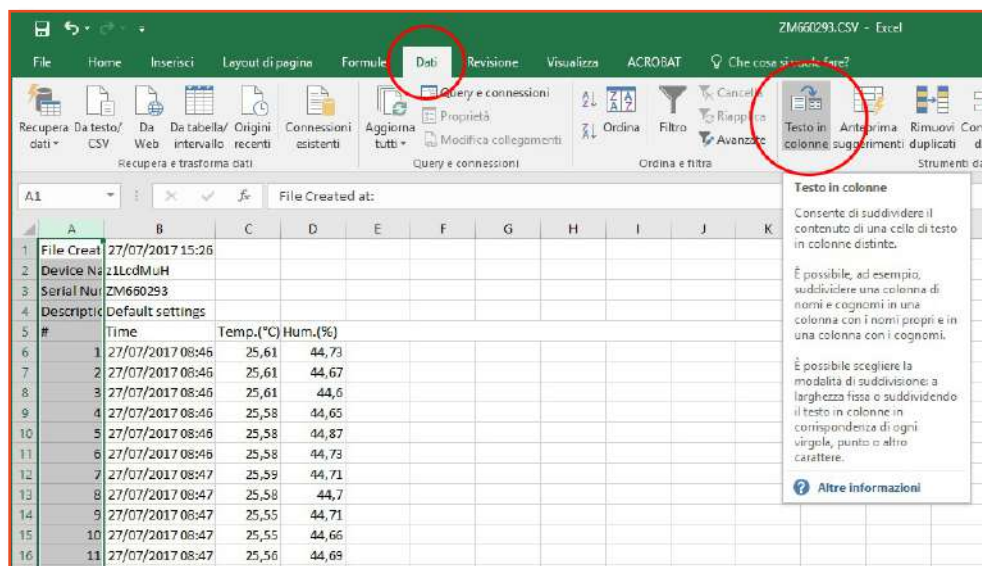 ZM660293.CSV - Excel
File Home Inserisci Layout di pagina Formule Dati Revisione Visualizza ACROBAT Che cosa si vuole fare?
Recupera dati Da testo/ CSV Da Web Da tabella/ intervallo Origini recenti Connessioni esistenti
Recupera e trasforma dati
Aggiorna tutti Query e connessioni
Proprietà
Modifica collegamenti
Query e connessioni
Ordina Filtro Cancella
Riapplica
Avanzate
Ordina e filtra
Testo in colonne Anteprima suggerimenti Rimuovi duplicati
Strumenti da
A1 fx File Created at:
A B C D E F G H I J K
1 File Creat 27/07/2017 15:26
2 Device Na z1LcdMuH
3 Serial Nur ZM660293
4 Descriptic Default settings
5 # Time Temp.(°C) Hum.(%)
6 1 27/07/2017 08:46 25,61 44,73
7 2 27/07/2017 08:46 25,61 44,67
8 3 27/07/2017 08:46 25,61 44,6
9 4 27/07/2017 08:46 25,58 44,65
10 5 27/07/2017 08:46 25,58 44,87
11 6 27/07/2017 08:46 25,58 44,73
12 7 27/07/2017 08:47 25,59 44,71
13 8 27/07/2017 08:47 25,58 44,7
14 9 27/07/2017 08:47 25,55 44,71
15 10 27/07/2017 08:47 25,55 44,66
16 11 27/07/2017 08:47 25,56 44,69
Testo in colonne
Consente di suddividere il
contenuto di una cella di testo
in colonne distinte.
È possibile, ad esempio,
suddividere una colonna di
nomi e cognomi in una
colonna con i nomi propri e in
una colonna con i cognomi.
È possibile scegliere la
modalità di suddivisione: a
larghezza fissa o suddividendo
il testo in colonne in
corrispondenza di ogni
virgola, punto o altro
carattere.
Altre informazioni